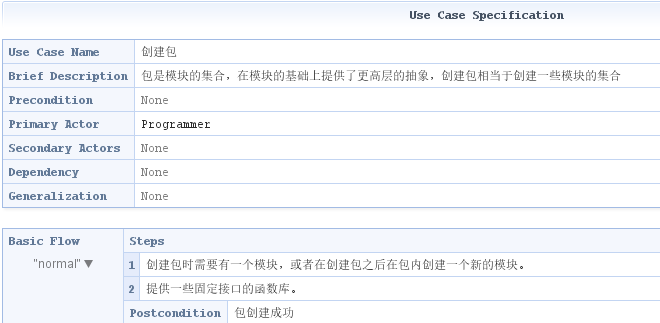 Use Case Specification
Use Case Name 创建包
Brief Description 包是模块的集合，在模块的基础上提供了更高层的抽象，创建包相当于创建一些模块的集合
Precondition None
Primary Actor Programmer
Secondary Actors None
Dependency None
Generalization None
Basic Flow Steps
"normal" ▼ 1 创建包时需要有一个模块，或者在创建包之后在包内创建一个新的模块。
2 提供一些固定接口的函数库。
Postcondition 包创建成功